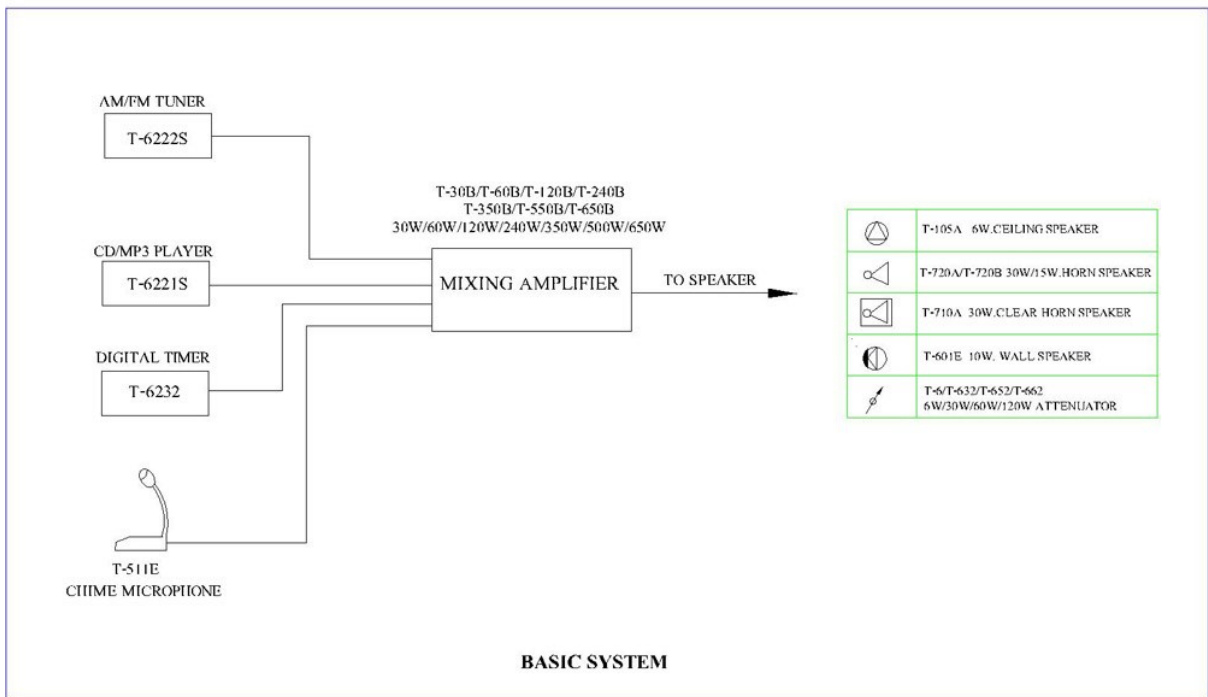 AM/FM TUNER
T-6222S
T-30B/T-60B/T-120B/T-240B
T-350B/T-550B/T-650B
30W/60W/120W/240W/350W/500W/650W
CD/MP3 PLAYER
T-6221S
MIXING AMPLIFIER
TO SPEAKER
DIGITAL TIMER
T-6232
T-511E
CHIME MICROPHONE
T-105A 6W.CEILING SPEAKER
T-720A/T-720B 30W/15W.HORN SPEAKER
T-710A 30W.CLEAR HORN SPEAKER
T-601E 10W. WALL SPEAKER
T-6/T-632/T-652/T-662
6W/30W/60W/120W ATTENUATOR
BASIC SYSTEM